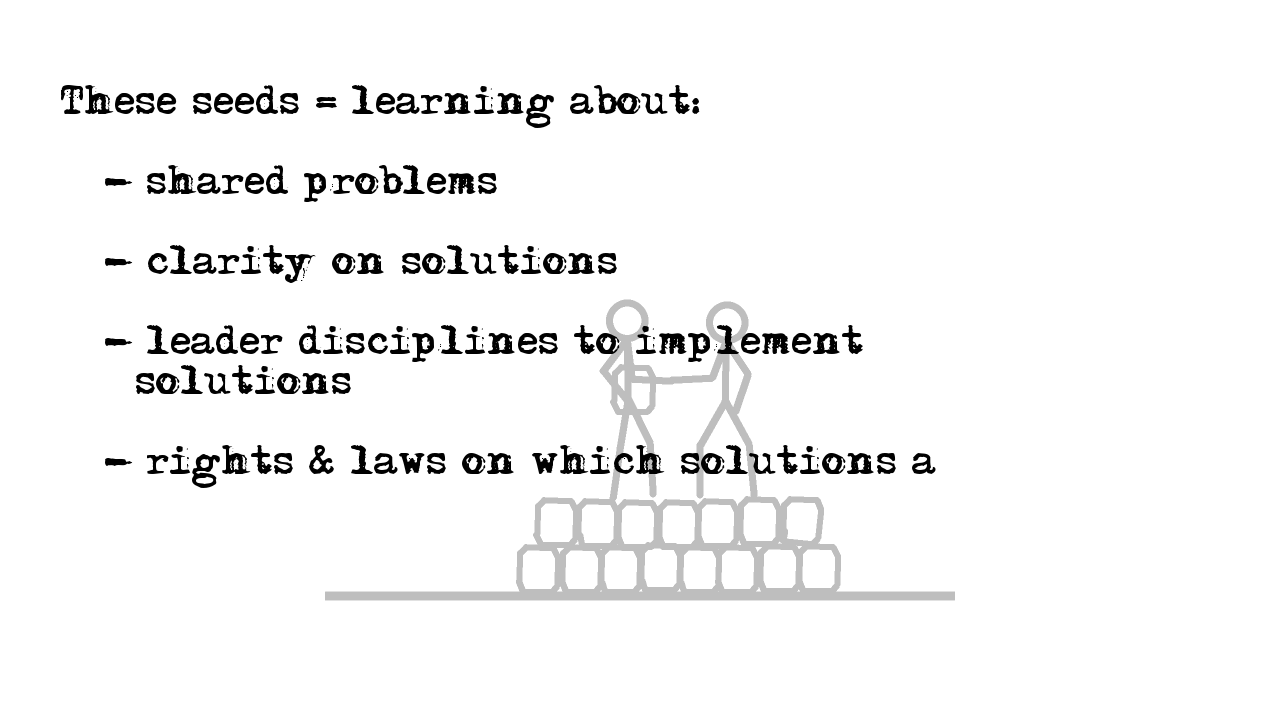 These seeds = learning about:
- shared problems
- clarity on solutions
- leader disciplines to implement
solutions
- rights & laws on which solutions a